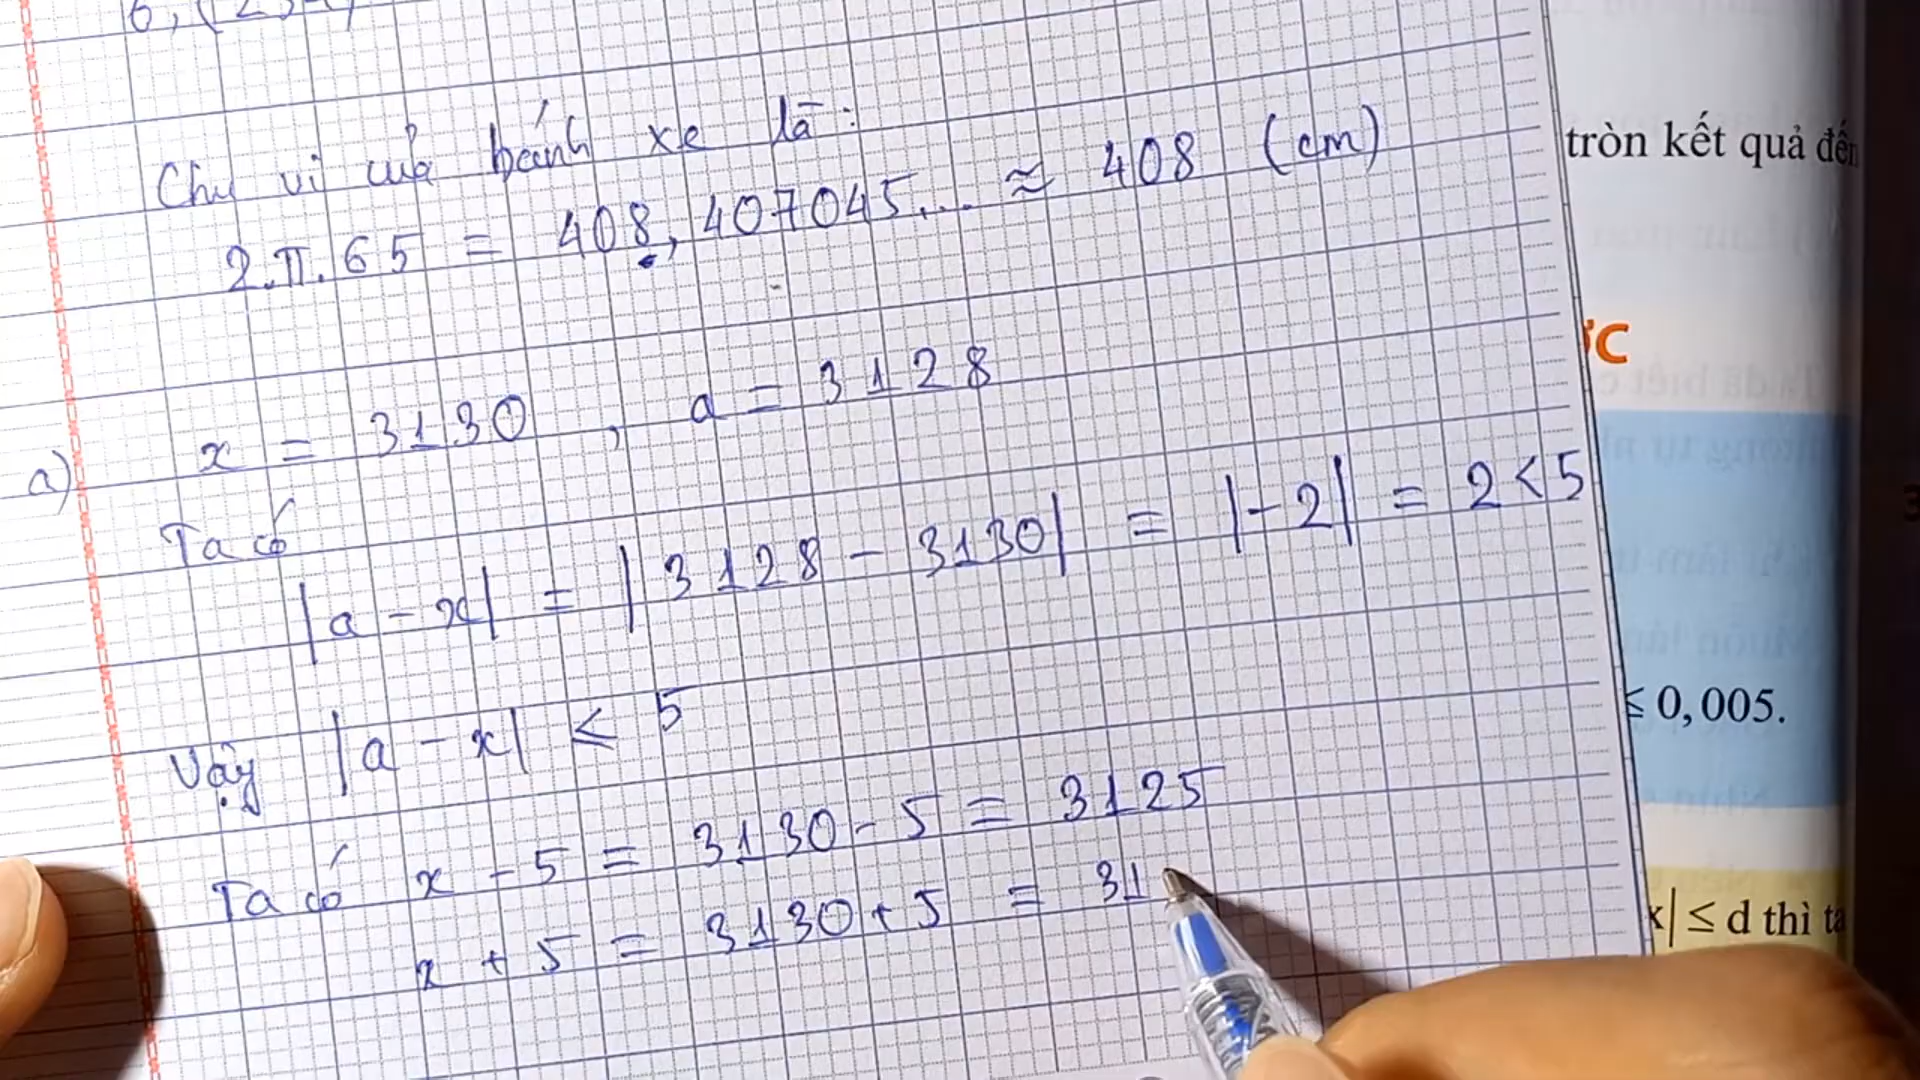 Chu vi của bánh xe là:
2.π.65 = 408,407045... ≈ 408 (cm)
a) x = 3130 , a = 3128
Ta có
|a - x| = |3128 - 3130| = |-2| = 2 < 5
Vậy |a - x| ≤ 5
Ta có x - 5 = 3130 - 5 = 3125
x + 5 = 3130 + 5 = 31
tròn kết quả đến
ƯC
≤ 0,005.
x| ≤ d thì ta